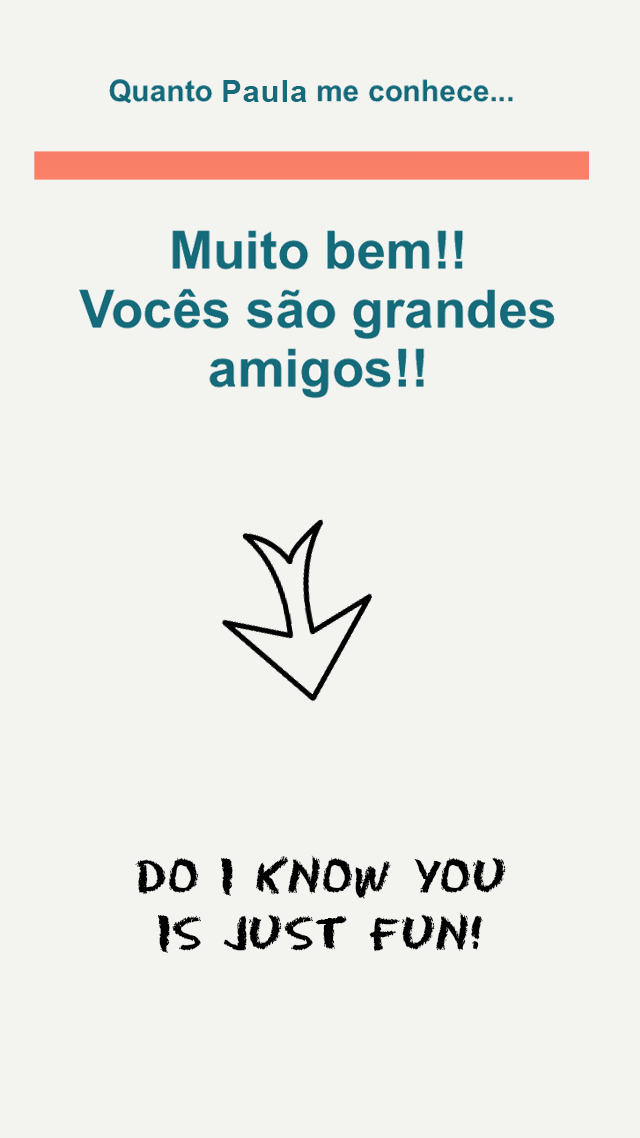 Quanto Paula me conhece...
Muito bem!!
Vocês são grandes
amigos!!
DO I KNOW YOU
IS JUST FUN!